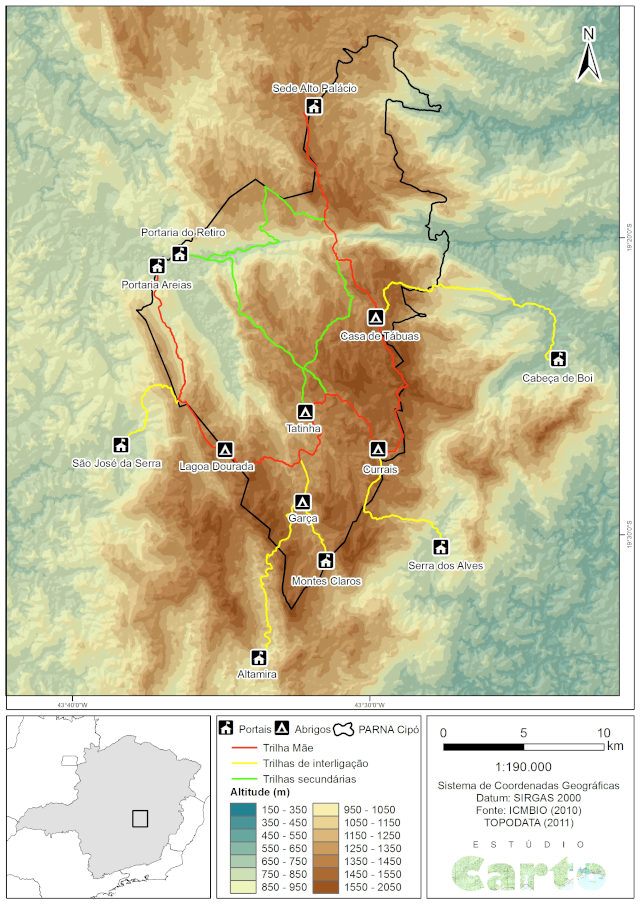 N
Sede Alto Palácio
Portaria do Retiro
19°20'0"S
Portaria Areias
Casa de Tábuas
Cabeça de Boi
Tatinha
São José da Serra
Lagoa Dourada
Currais
Garça
19°30'0"S
Serra dos Alves
Montes Claros
Altamira
43°40'0"W
43°30'0"W
Portais
Abrigos
PARNA Cipó
Trilha Mãe
Trilhas de interligação
Trilhas secundárias
Altitude (m)
150 - 350
350 - 450
450 - 550
550 - 650
650 - 750
750 - 850
850 - 950
950 - 1050
1050 - 1150
1150 - 1250
1250 - 1350
1350 - 1450
1450 - 1550
1550 - 2050
0 5 10
km
1:190.000
Sistema de Coordenadas Geográficas
Datum: SIRGAS 2000
Fonte: ICMBIO (2010)
TOPODATA (2011)
ESTÚDIO
Carto